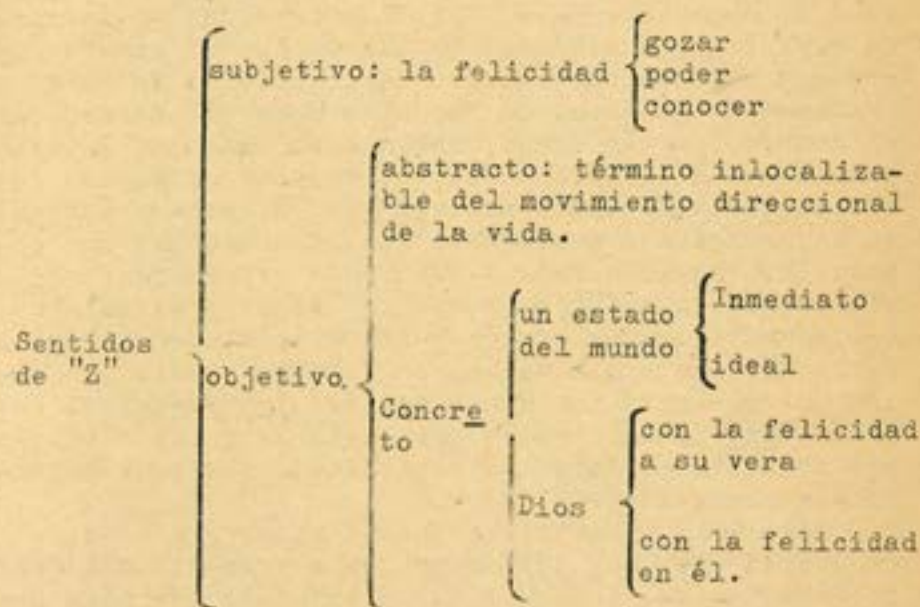 Sentidos
de "Z"
subjetivo: la felicidad
gozar
poder
conocer
objetivo.
abstracto: término inlocaliza-
ble del movimiento direccional
de la vida.
Concre
to
un estado
del mundo
Inmediato
ideal
Dios
con la felicidad
a su vera
con la felicidad
en él.